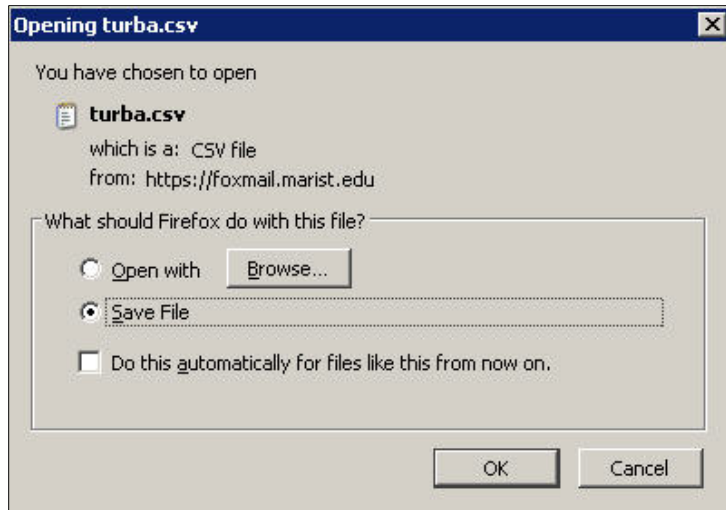 Opening turba.csv
You have chosen to open
turba.csv
which is a: CSV file
from: https://foxmail.marist.edu
What should Firefox do with this file?
Open with Browse...
Save File
Do this automatically for files like this from now on.
OK Cancel